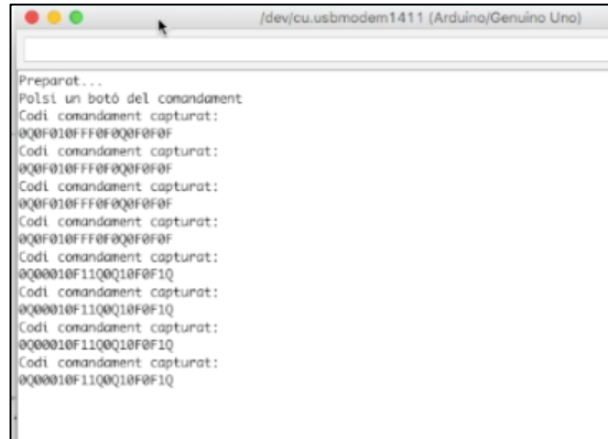 /dev/cu.usbmodem1411 (Arduino/Genuino Uno)
Preparat...
Polsi un botó del comandament
Codi comandament capturat:
0Q0F010FFF0F0Q0F0F0F
Codi comandament capturat:
0Q0F010FFF0F0Q0F0F0F
Codi comandament capturat:
0Q0F010FFF0F0Q0F0F0F
Codi comandament capturat:
0Q0F010FFF0F0Q0F0F0F
Codi comandament capturat:
0Q00010F11Q0Q10F0F1Q
Codi comandament capturat:
0Q00010F11Q0Q10F0F1Q
Codi comandament capturat:
0Q00010F11Q0Q10F0F1Q
Codi comandament capturat:
0Q00010F11Q0Q10F0F1Q